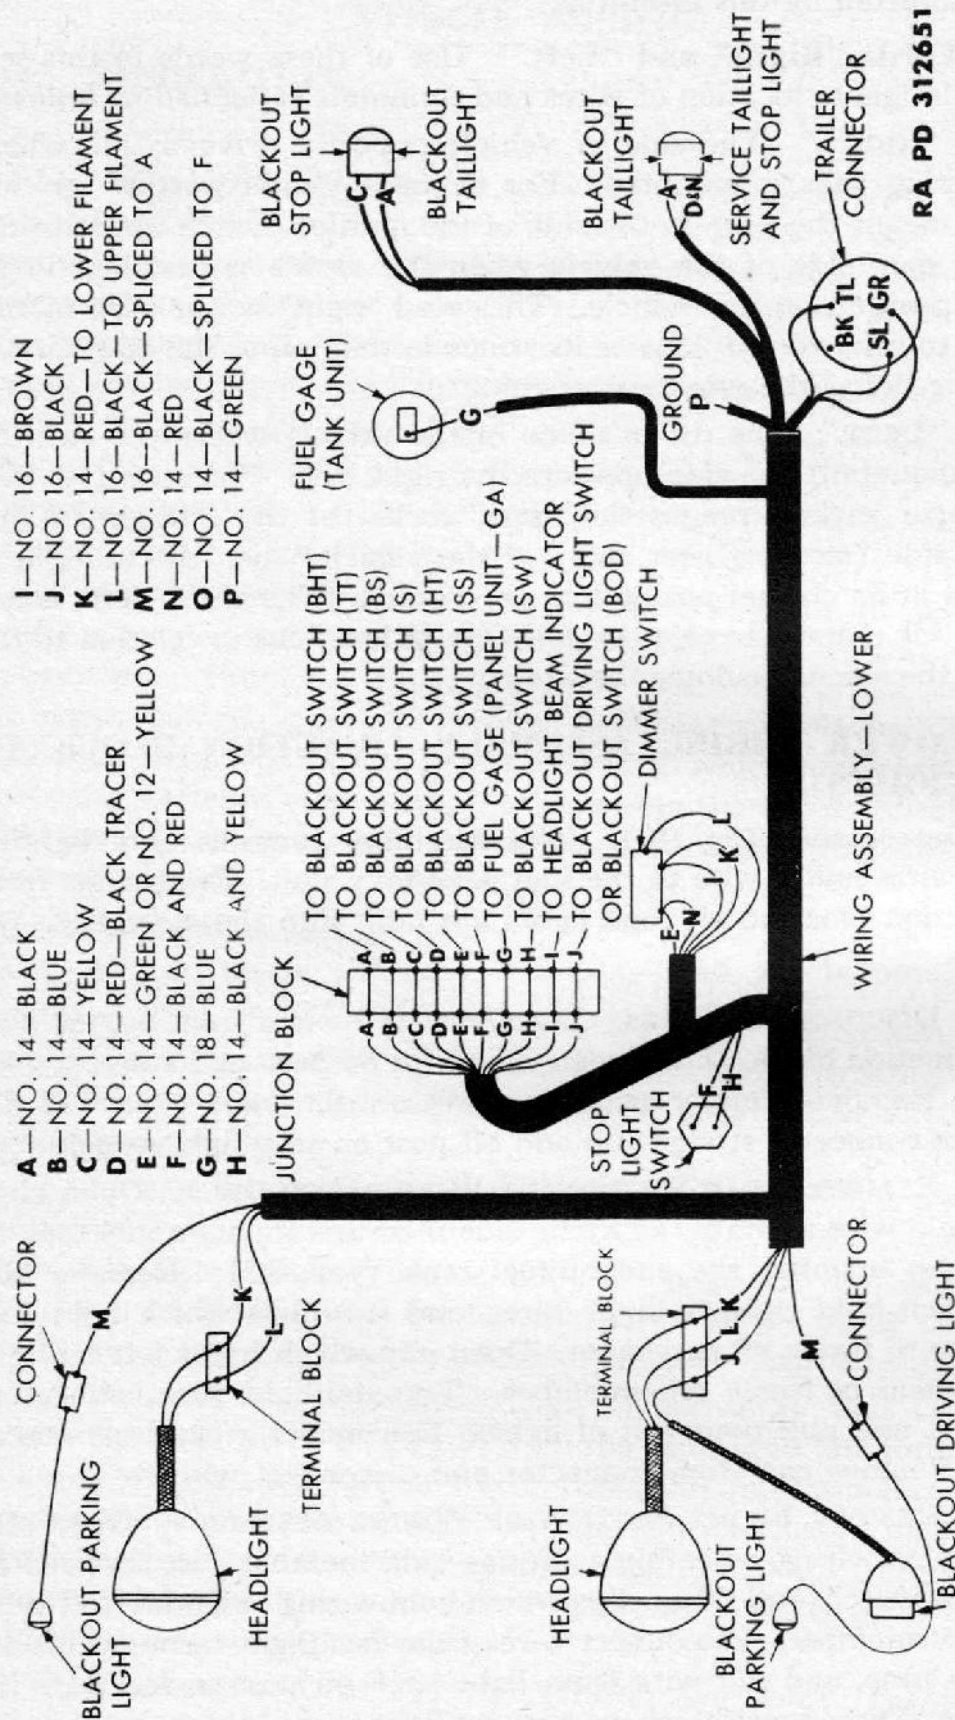 A—NO. 14—BLACK
B—NO. 14—BLUE
C—NO. 14—YELLOW
D—NO. 14—RED—BLACK TRACER
E—NO. 14—GREEN OR NO. 12—YELLOW
F—NO. 14—BLACK AND RED
G—NO. 18—BLUE
H—NO. 14—BLACK AND YELLOW
I—NO. 16—BROWN
J—NO. 16—BLACK
K—NO. 14—RED—TO LOWER FILAMENT
L—NO. 16—BLACK—TO UPPER FILAMENT
M—NO. 16—BLACK—SPLICED TO A
N—NO. 14—RED
O—NO. 14—BLACK—SPLICED TO F
P—NO. 14—GREEN
BLACKOUT PARKING
LIGHT
CONNECTOR
M
K
L
HEADLIGHT
TERMINAL BLOCK
JUNCTION BLOCK
A A TO BLACKOUT SWITCH (BHT)
B B TO BLACKOUT SWITCH (TT)
C C TO BLACKOUT SWITCH (BS)
D D TO BLACKOUT SWITCH (S)
E E TO BLACKOUT SWITCH (HT)
F F TO BLACKOUT SWITCH (SS)
G G TO FUEL GAGE (PANEL UNIT—GA)
H H TO BLACKOUT SWITCH (SW)
I I TO HEADLIGHT BEAM INDICATOR
J J TO BLACKOUT DRIVING LIGHT SWITCH
OR BLACKOUT SWITCH (BOD)
DIMMER SWITCH
E
N
I
K
L
STOP
LIGHT
SWITCH
F
H
FUEL GAGE
(TANK UNIT)
G
GROUND
P
BLACKOUT
STOP LIGHT
C
A
BLACKOUT
TAILLIGHT
BLACKOUT
TAILLIGHT
A
D&N
SERVICE TAILLIGHT
AND STOP LIGHT
TRAILER
CONNECTOR
BK TL
SL GR
WIRING ASSEMBLY-LOWER
HEADLIGHT
TERMINAL BLOCK
J L K
BLACKOUT
PARKING LIGHT
M
CONNECTOR
BLACKOUT DRIVING LIGHT
RA PD 312651